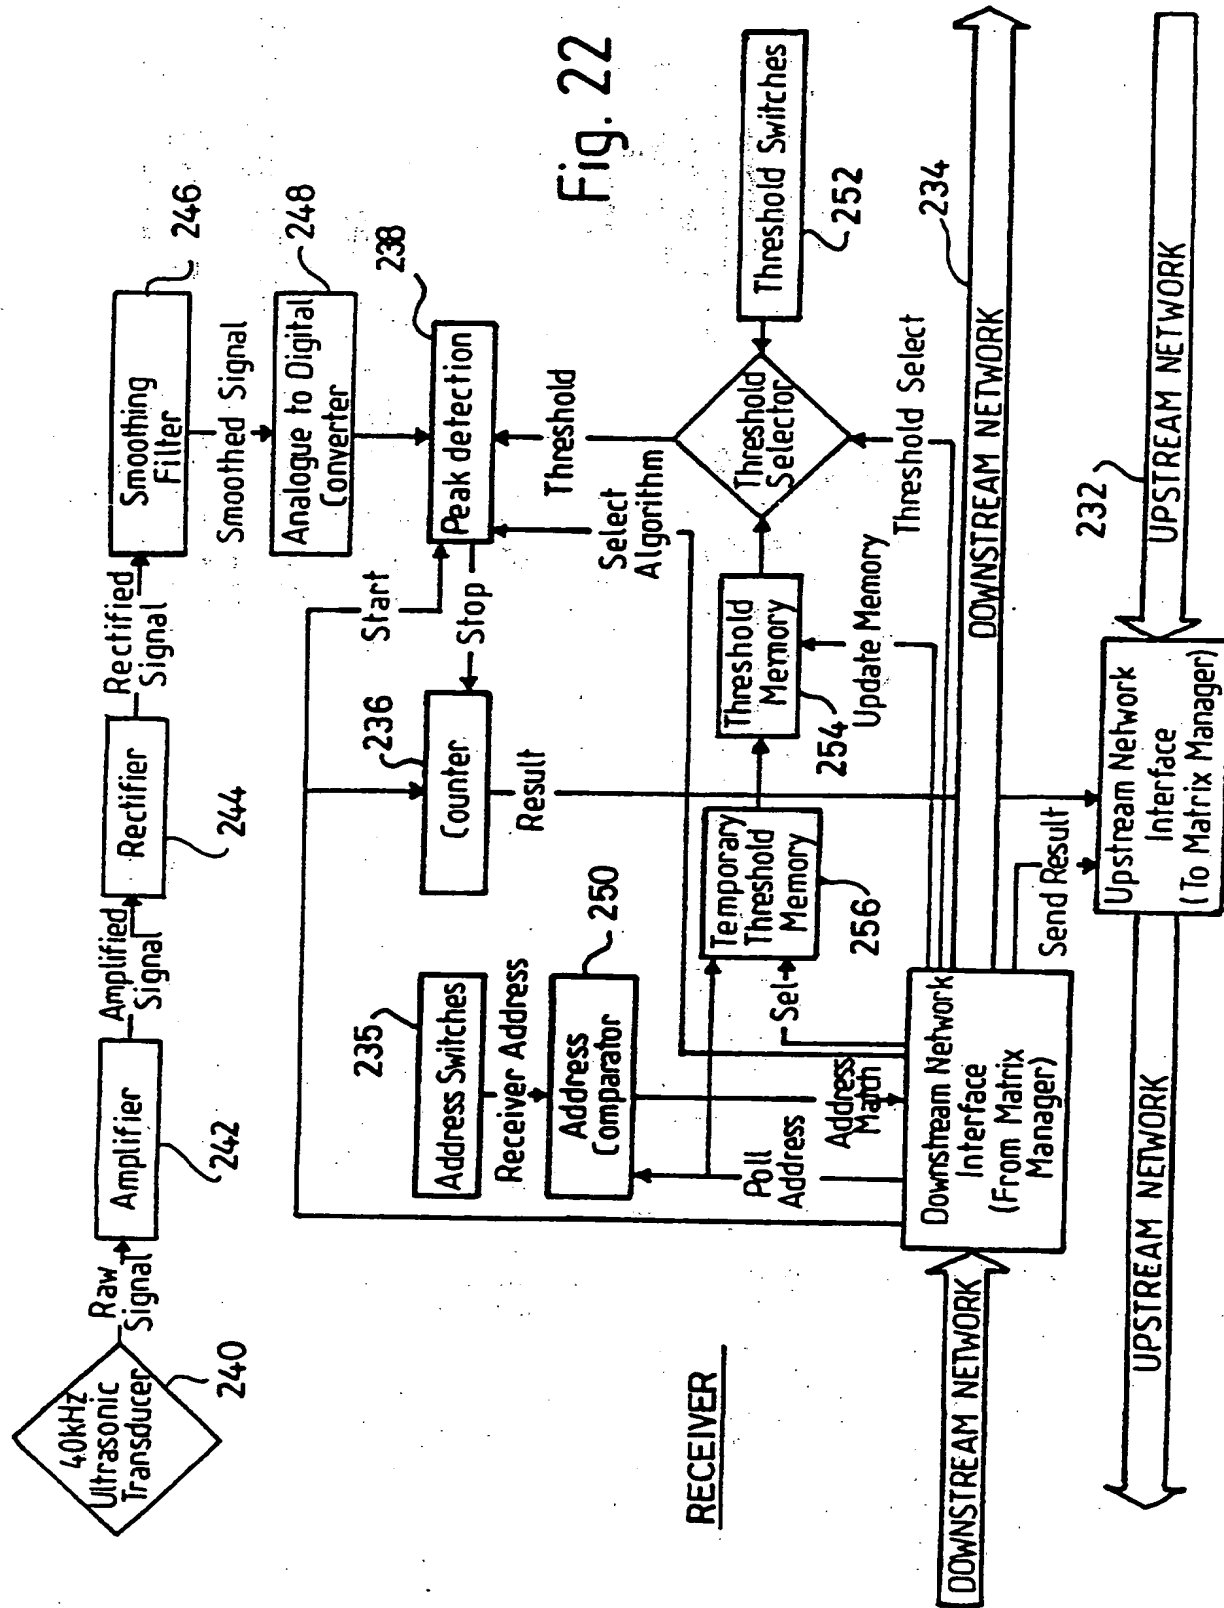 40kHz
Ultrasonic
Transducer
240
Raw
Signal
Amplifier
242
Amplified
Signal
Rectifier
244
Rectified
Signal
Smoothing
Filter
246
Smoothed Signal
Analogue to Digital
Converter
248
Start
Peak detection
238
Stop
236
Counter
Result
Select
Algorithm
Threshold
Fig. 22
235
Address Switches
Receiver Address
Address
Comparator
250
Temporary
Threshold
Memory
256
Threshold
Memory
254
Threshold
Selector
Threshold Switches
252
Poll
Address
Address
Match
Sel
Update Memory
Threshold Select
RECEIVER
DOWNSTREAM NETWORK
Downstream Network
Interface
(From Matrix
Manager)
DOWNSTREAM NETWORK
234
Send Result
UPSTREAM NETWORK
Upstream Network
Interface
(To Matrix Manager)
UPSTREAM NETWORK
232